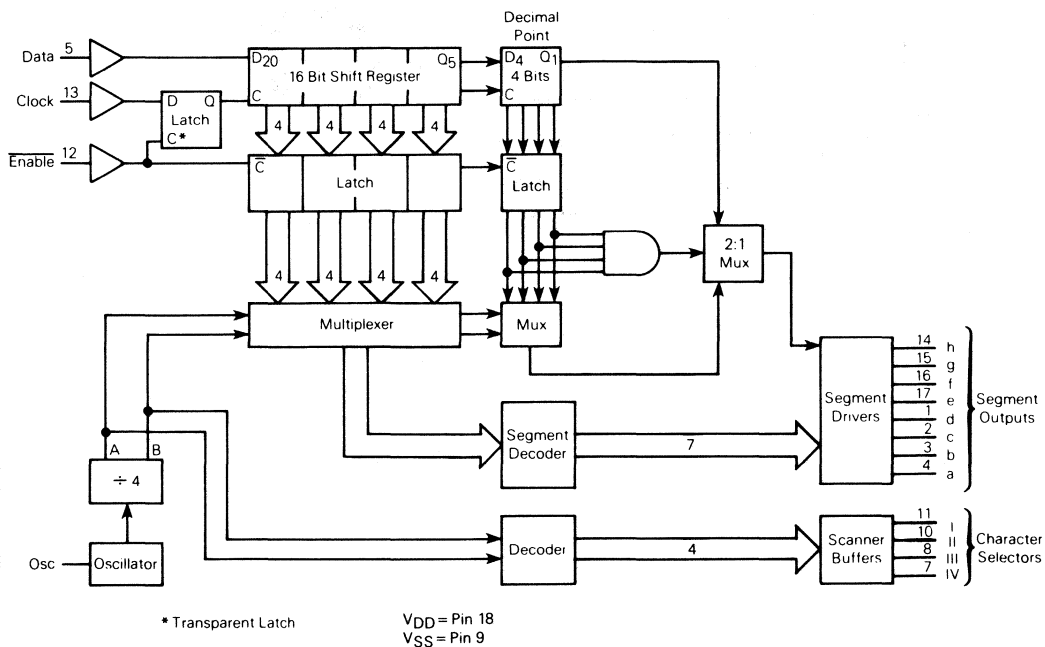 Decimal
Point
Data 5
D20 Q5
16 Bit Shift Register
C
D4 Q1
4 Bits
C
Clock 13
D Q
Latch
C*
4 4 4 4
Enable 12
C
Latch
C
Latch
2:1
Mux
4 4 4 4
Multiplexer
Mux
Segment
Drivers
14 h
15 g
16 f
17 e
1 d
2 c
3 b
4 a
Segment
Outputs
Segment
Decoder
7
A B
÷ 4
Osc
Oscillator
Decoder
4
Scanner
Buffers
11 I
10 II
8 III
7 IV
Character
Selectors
* Transparent Latch
VDD = Pin 18
VSS = Pin 9